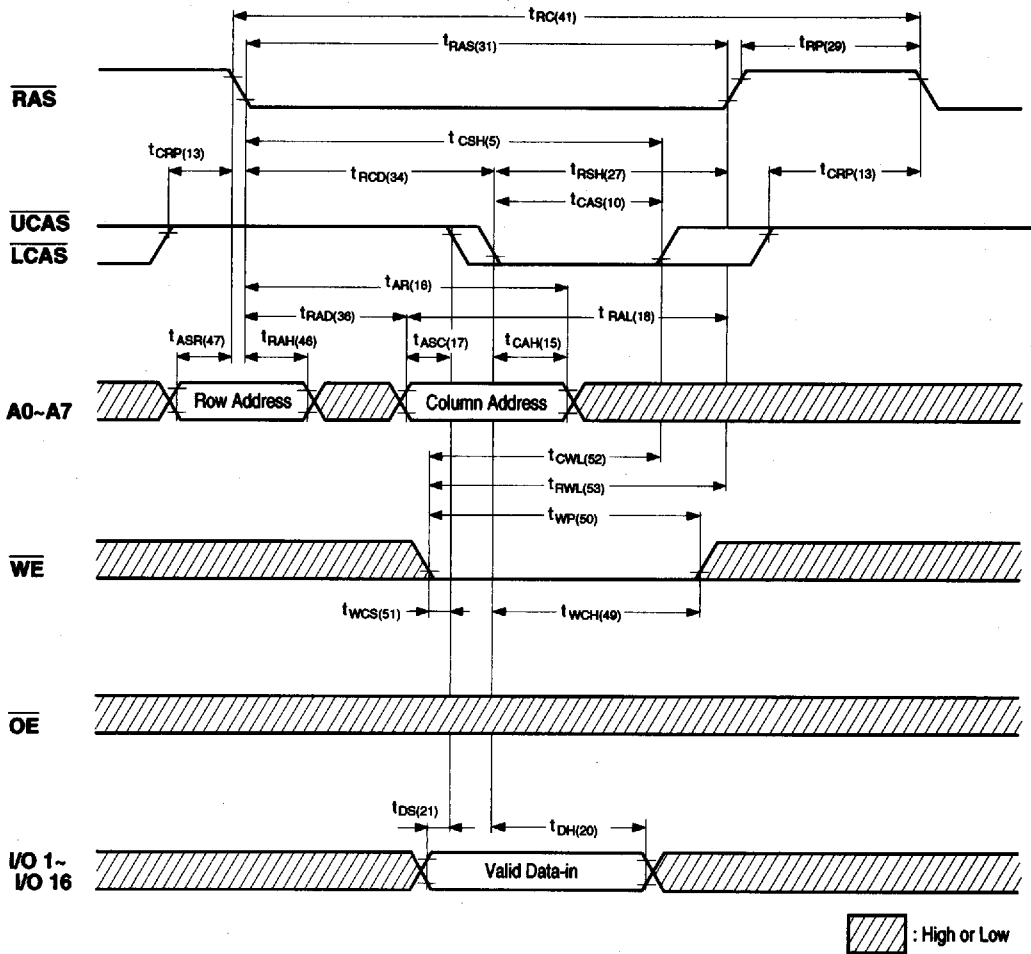 tRC(41)
tRAS(31)
tRP(29)
RAS
tCSH(5)
tCRP(13)
tRCD(34)
tRSH(27)
tCRP(13)
tCAS(10)
UCAS
LCAS
tAR(16)
tRAD(36)
tRAL(18)
tASR(47)
tRAH(46)
tASC(17)
tCAH(15)
A0~A7
Row Address
Column Address
tCWL(52)
tRWL(53)
tWP(50)
WE
tWCS(51)
tWCH(49)
OE
tDS(21)
tDH(20)
I/O 1~
I/O 16
Valid Data-in
: High or Low